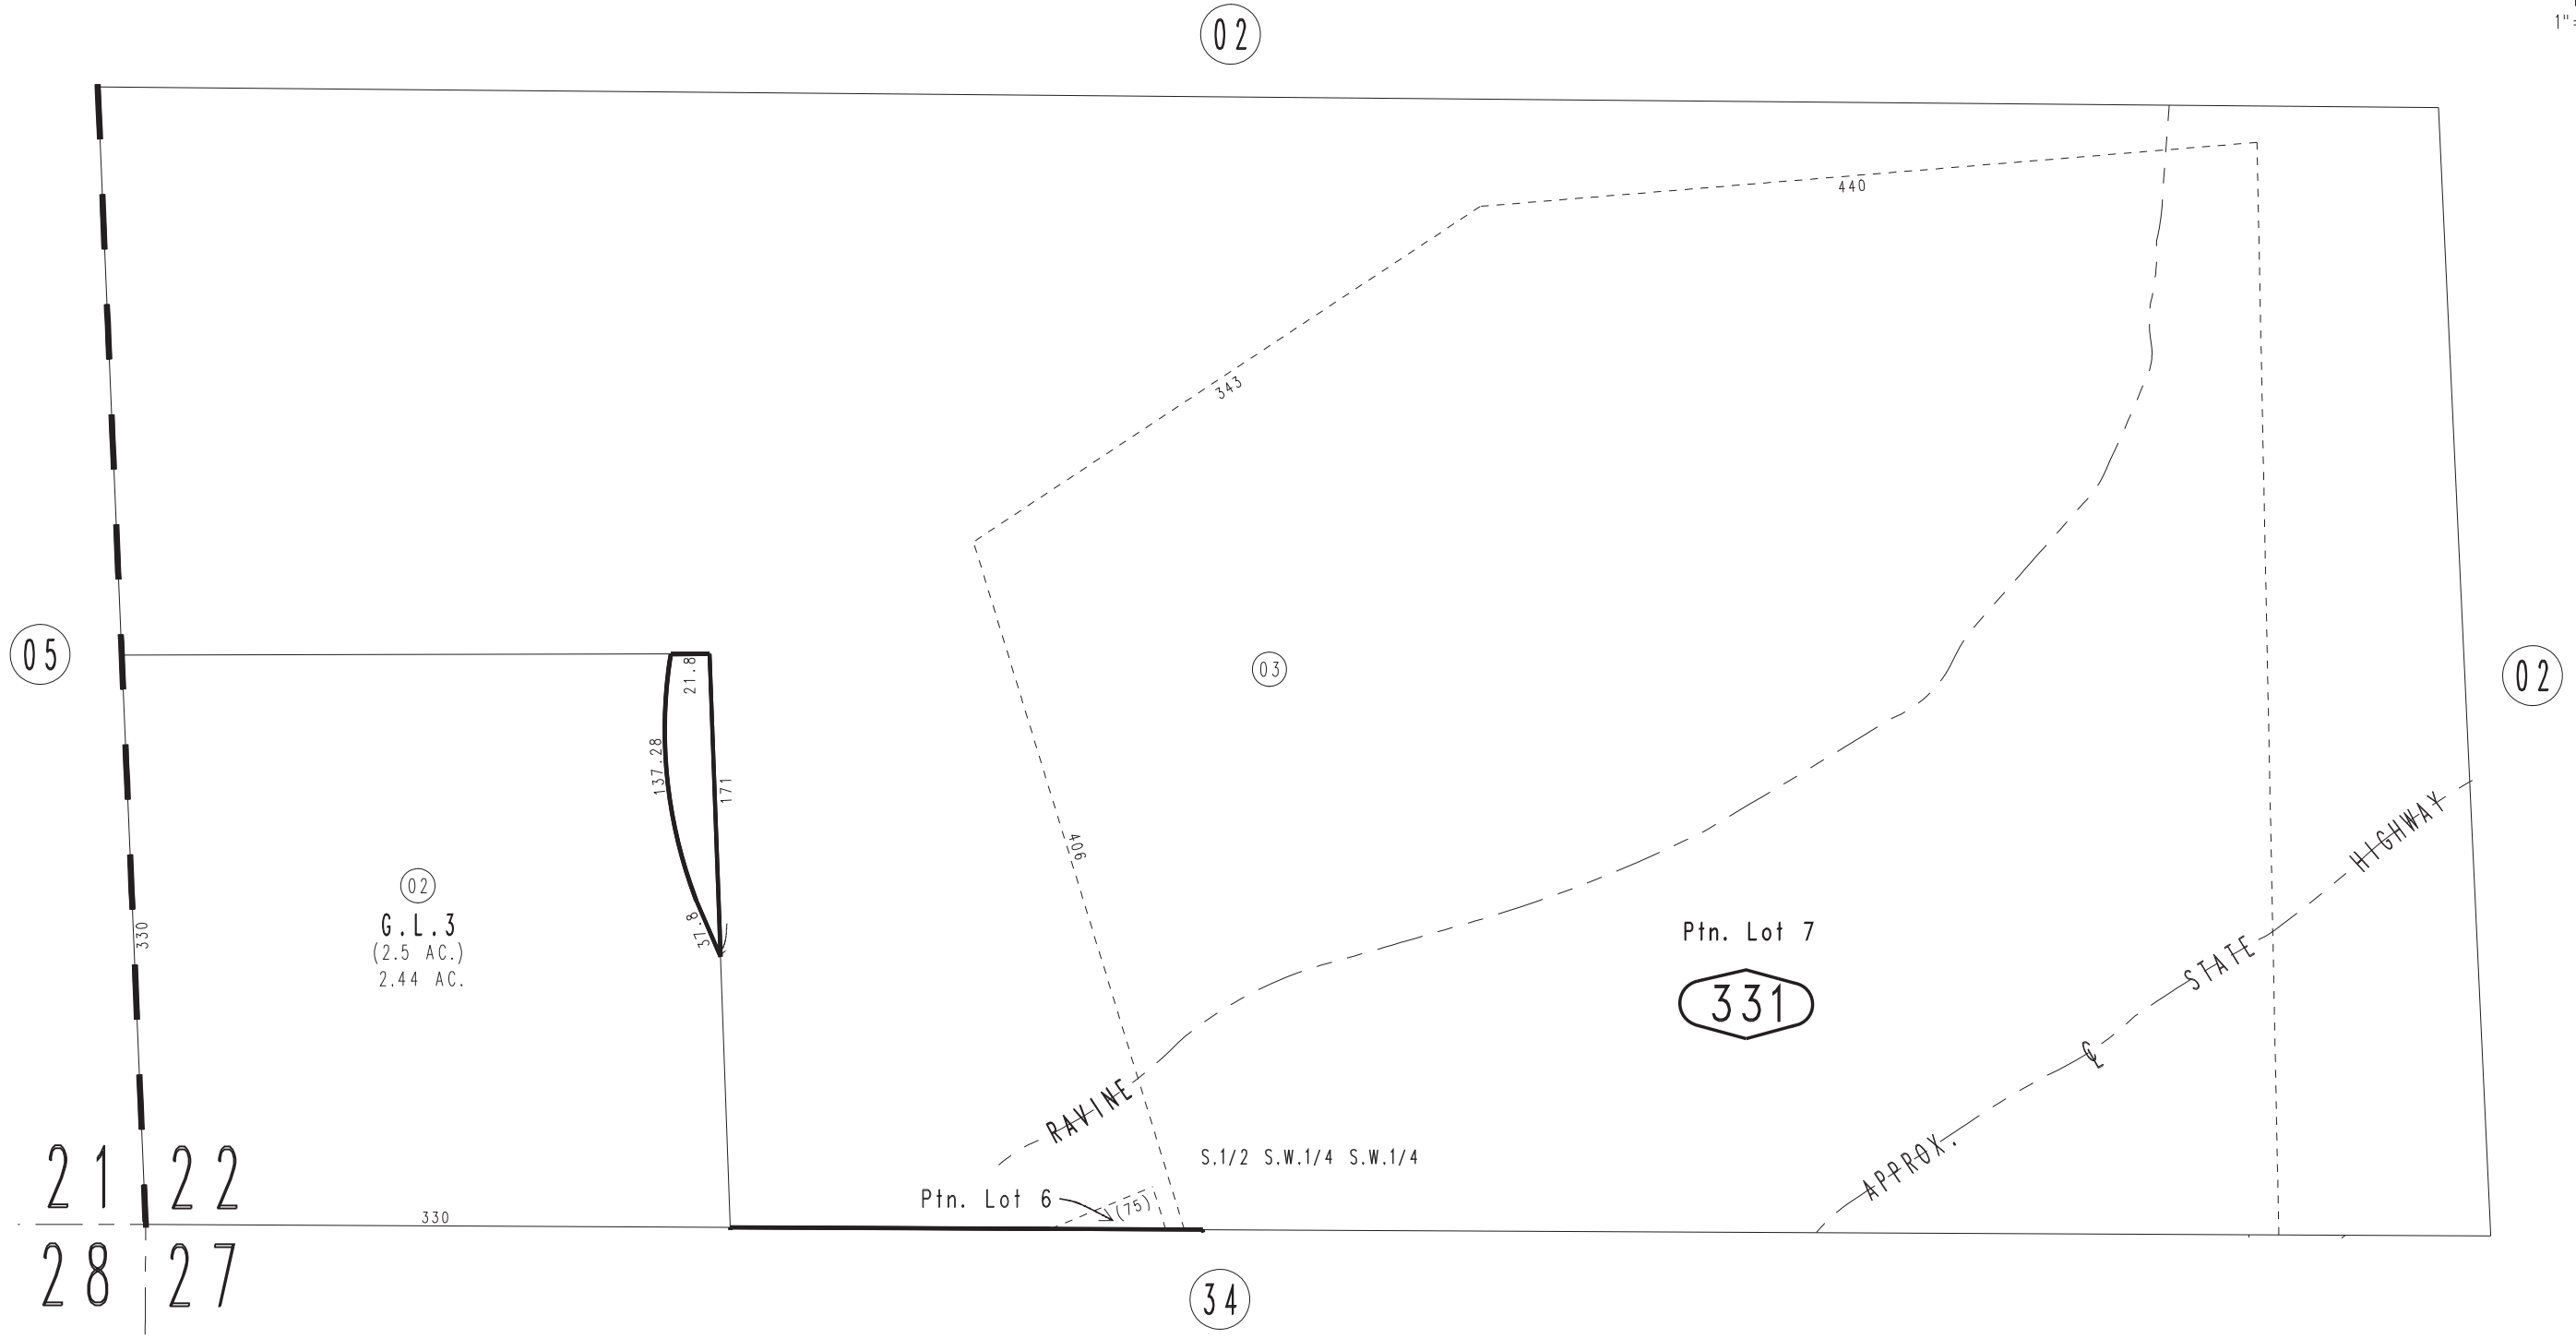 02
1"=
440
343
05
21.8
03
02
137.28
171
406
HIGHWAY
02
G.L.3
(2.5 AC.)
2.44 AC.
37.8
330
Ptn. Lot 7
STATE
331
℄
RAVINE
APPROX.
S.1/2 S.W.1/4 S.W.1/4
21 22
Ptn. Lot 6
(75)
330
28 27
34